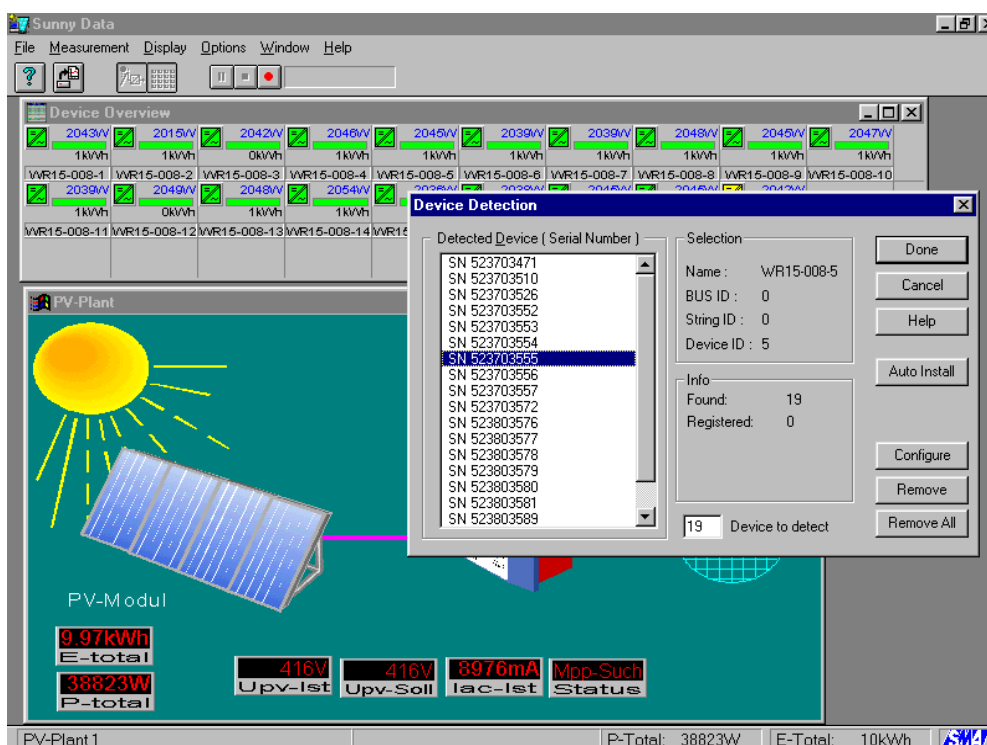 Sunny Data
File Measurement Display Options Window Help
Device Overview
2043W 2015W 2042W 2046W 2045W 2039W 2039W 2048W 2045W 2047W
1kWh 1kWh 0kWh 1kWh 1kWh 1kWh 1kWh 1kWh 1kWh 1kWh
WR15-008-1 WR15-008-2 WR15-008-3 WR15-008-4 WR15-008-5 WR15-008-6 WR15-008-7 WR15-008-8 WR15-008-9 WR15-008-10
2039W 2049W 2048W 2054W
1kWh 0kWh 1kWh 1kWh
WR15-008-11 WR15-008-12 WR15-008-13 WR15-008-14 WR15
Device Detection
Detected Device ( Serial Number )
SN 523703471
SN 523703510
SN 523703526
SN 523703552
SN 523703553
SN 523703554
SN 523703555
SN 523703556
SN 523703557
SN 523703572
SN 523803576
SN 523803577
SN 523803578
SN 523803579
SN 523803580
SN 523803581
SN 523803589
Selection
Name : WR15-008-5
BUS ID : 0
String ID : 0
Device ID : 5
Info
Found: 19
Registered: 0
19 Device to detect
Done
Cancel
Help
Auto Install
Configure
Remove
Remove All
PV-Plant
PV-Modul
9.97kWh
E-total
38823W
P-total
416V
Upv-Ist
416V
Upv-Soll
8976mA
Iac-Ist
Mpp-Such
Status
PV-Plant 1
P-Total: 38823W
E-Total: 10kWh
SMA